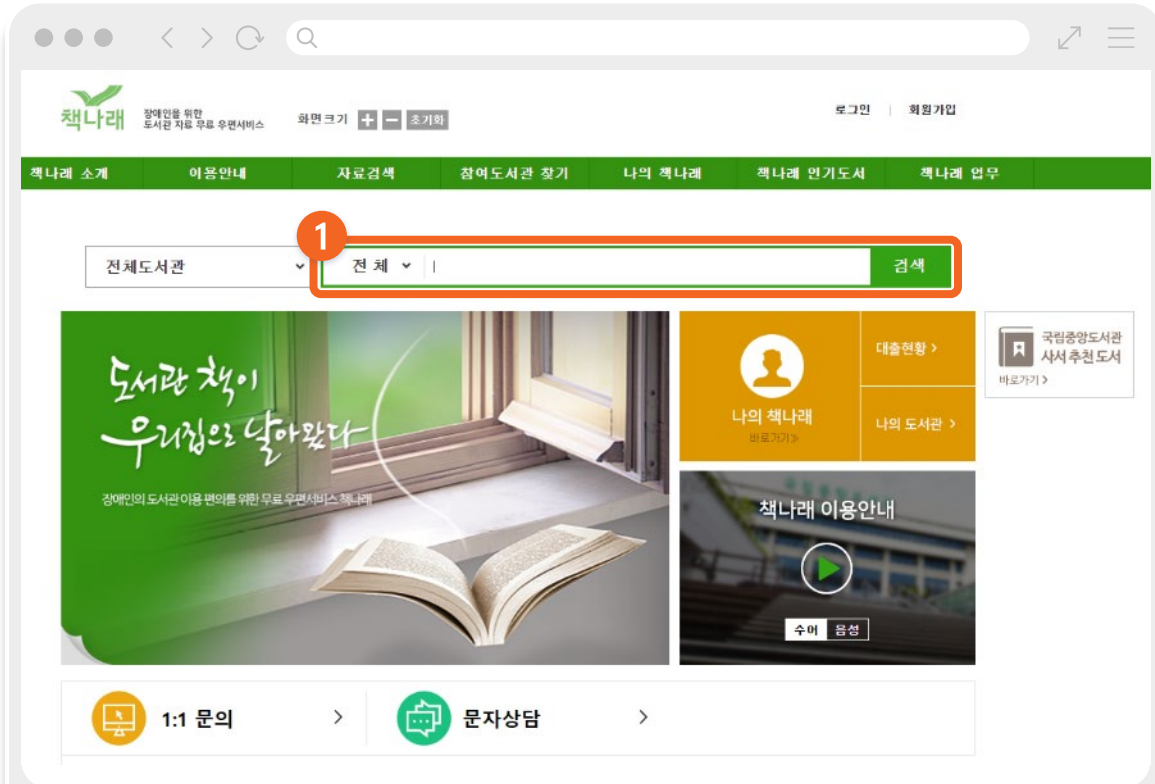 책나래
장애인을 위한
도서관 자료 무료 우편서비스
화면크기 + − 초기화
로그인 | 회원가입
책나래 소개 이용안내 자료검색 참여도서관 찾기 나의 책나래 책나래 인기도서 책나래 업무
1
전체도서관 전체 검색
도서관 책이
우리집으로 날아왔다
장애인의 도서관 이용 편의를 위한 무료 우편서비스 책나래
나의 책나래
바로가기 >>
대출현황 >
나의 도서관 >
국립중앙도서관
사서 추천 도서
바로가기 >
책나래 이용안내
수어 음성
1:1 문의 >
문자상담 >